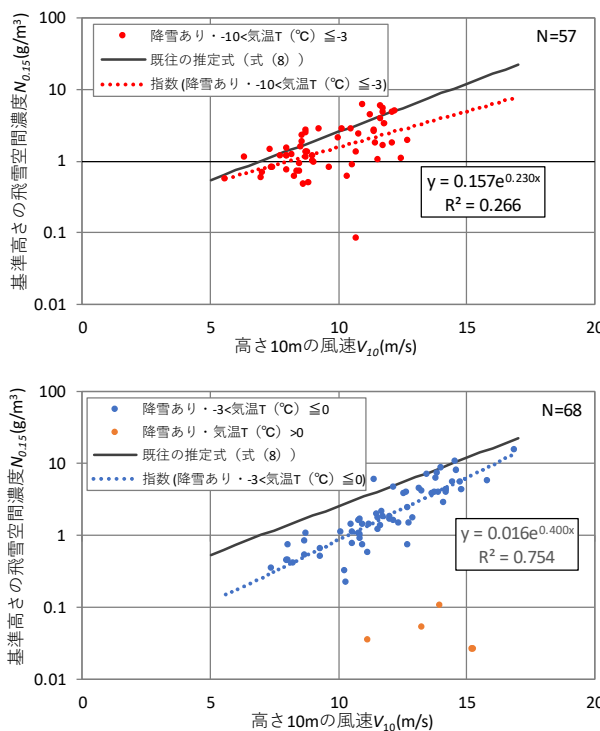 100
10
1
0.1
0.01
0
5
10
15
20
基準高さの飛雪空間濃度N0.15(g/m³)
高さ10mの風速V10(m/s)
降雪あり・-10<気温T（℃）≦-3
既往の推定式（式（8））
指数 (降雪あり・-10<気温T（℃）≦-3)
N=57
y = 0.157e^0.230x
R² = 0.266
100
10
1
0.1
0.01
0
5
10
15
20
基準高さの飛雪空間濃度N0.15(g/m³)
高さ10mの風速V10(m/s)
降雪あり・-3<気温T（℃）≦0
降雪あり・気温T（℃）>0
既往の推定式（式（8））
指数 (降雪あり・-3<気温T（℃）≦0)
N=68
y = 0.016e^0.400x
R² = 0.754